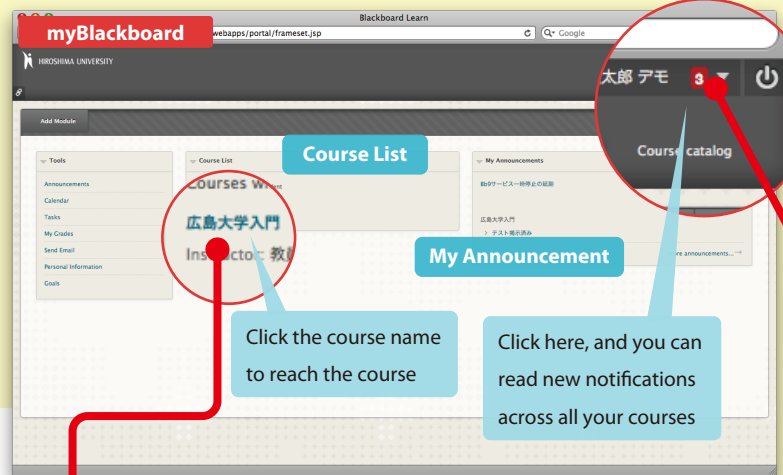 Blackboard Learn
myBlackboard
webapps/portal/frameset.jsp
Google
HIROSHIMA UNIVERSITY
太郎 デモ 3
Course catalog
Add Module
Tools
Announcements
Calendar
Tasks
My Grades
Send Email
Personal Information
Goals
Course List
Course List
Courses
広島大学入門
Click the course name
to reach the course
My Announcements
Bb9サービス一時停止の延期
広島大学入門
> テスト掲示済み
announcements...→
My Announcement
Click here, and you can
read new notifications
across all your courses